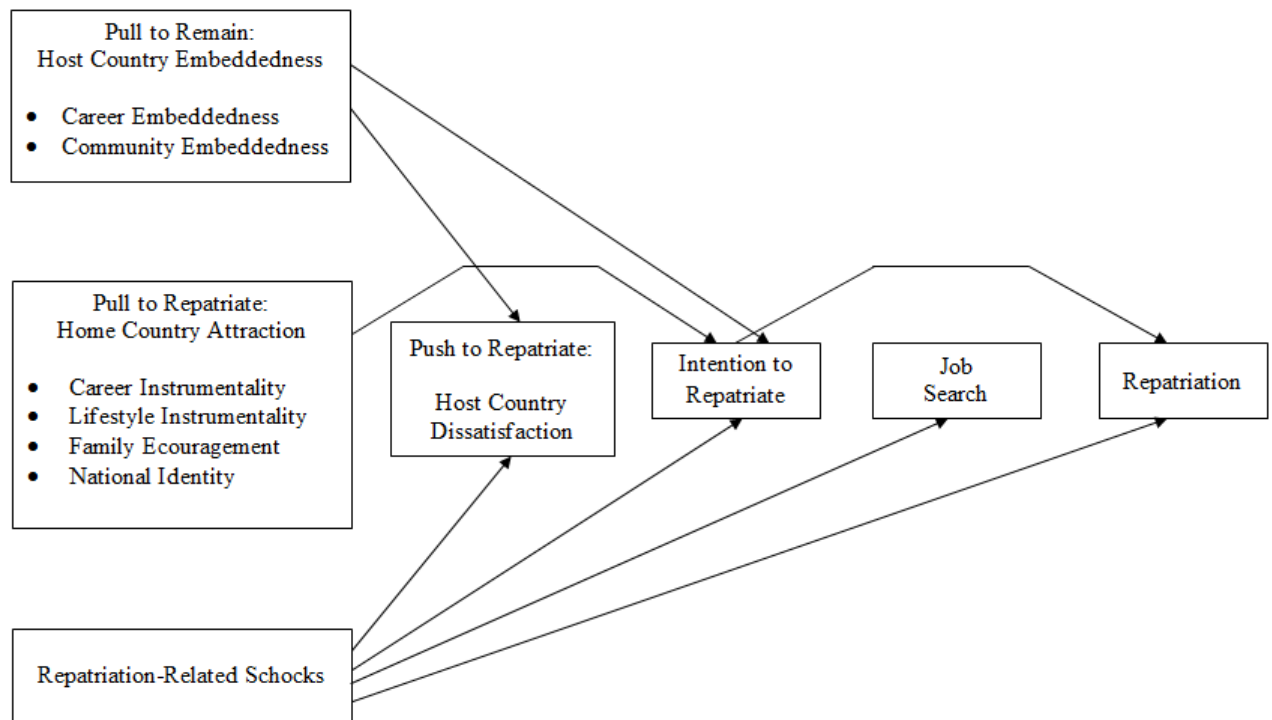 Pull to Remain:
Host Country Embeddedness
• Career Embeddedness
• Community Embeddedness
Pull to Repatriate:
Home Country Attraction
• Career Instrumentality
• Lifestyle Instrumentality
• Family Ecouragement
• National Identity
Push to Repatriate:
Host Country
Dissatisfaction
Intention to
Repatriate
Job
Search
Repatriation
Repatriation-Related Schocks